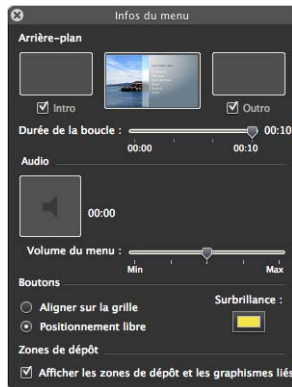 Infos du menu
Arrière-plan
Intro
Outro
Durée de la boucle : 00:10
00:00 00:10
Audio
00:00
Volume du menu :
Min Max
Boutons
Aligner sur la grille
Surbrillance :
Positionnement libre
Zones de dépôt
Afficher les zones de dépôt et les graphismes liés